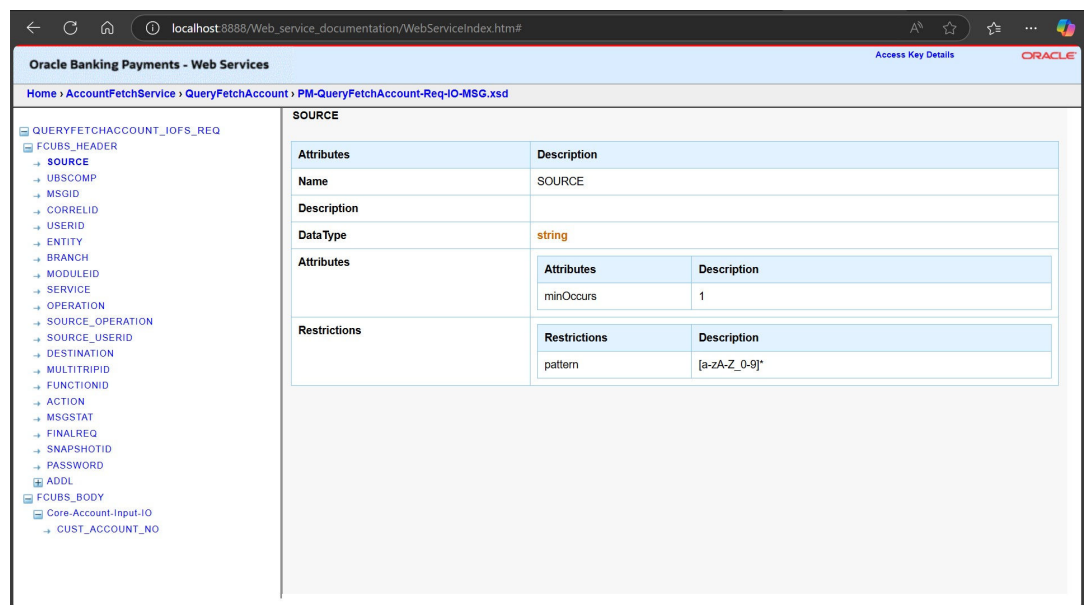 localhost:8888/Web_service_documentation/WebServiceIndex.htm#
Oracle Banking Payments - Web Services
Access Key Details
ORACLE
Home › AccountFetchService › QueryFetchAccount › PM-QueryFetchAccount-Req-IO-MSG.xsd
QUERYFETCHACCOUNT_IOFS_REQ
FCUBS_HEADER
SOURCE
UBSCOMP
MSGID
CORRELID
USERID
ENTITY
BRANCH
MODULEID
SERVICE
OPERATION
SOURCE_OPERATION
SOURCE_USERID
DESTINATION
MULTITRIPID
FUNCTIONID
ACTION
MSGSTAT
FINALREQ
SNAPSHOTID
PASSWORD
ADDL
FCUBS_BODY
Core-Account-Input-IO
CUST_ACCOUNT_NO
SOURCE
Attributes Description
Name SOURCE
Description
DataType string
Attributes
Attributes Description
minOccurs 1
Restrictions
Restrictions Description
pattern [a-zA-Z_0-9]*